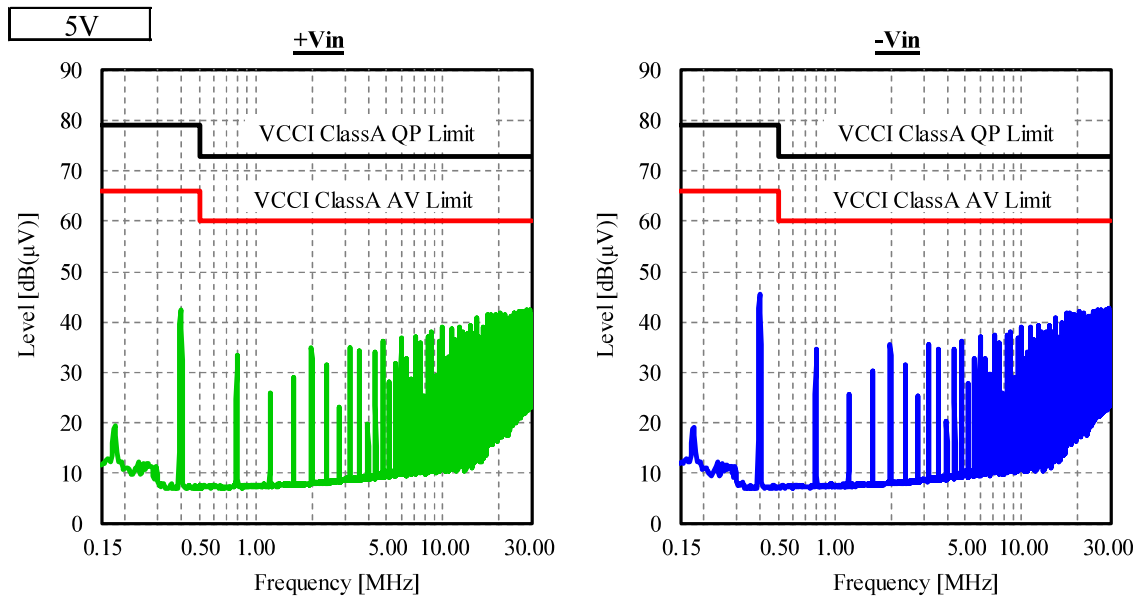 5V
+Vin
90
80
70
60
50
40
30
20
10
0
Level [dB(μV)]
VCCI ClassA QP Limit
VCCI ClassA AV Limit
0.15 0.50 1.00 5.00 10.00 30.00
Frequency [MHz]
-Vin
90
80
70
60
50
40
30
20
10
0
Level [dB(μV)]
VCCI ClassA QP Limit
VCCI ClassA AV Limit
0.15 0.50 1.00 5.00 10.00 30.00
Frequency [MHz]